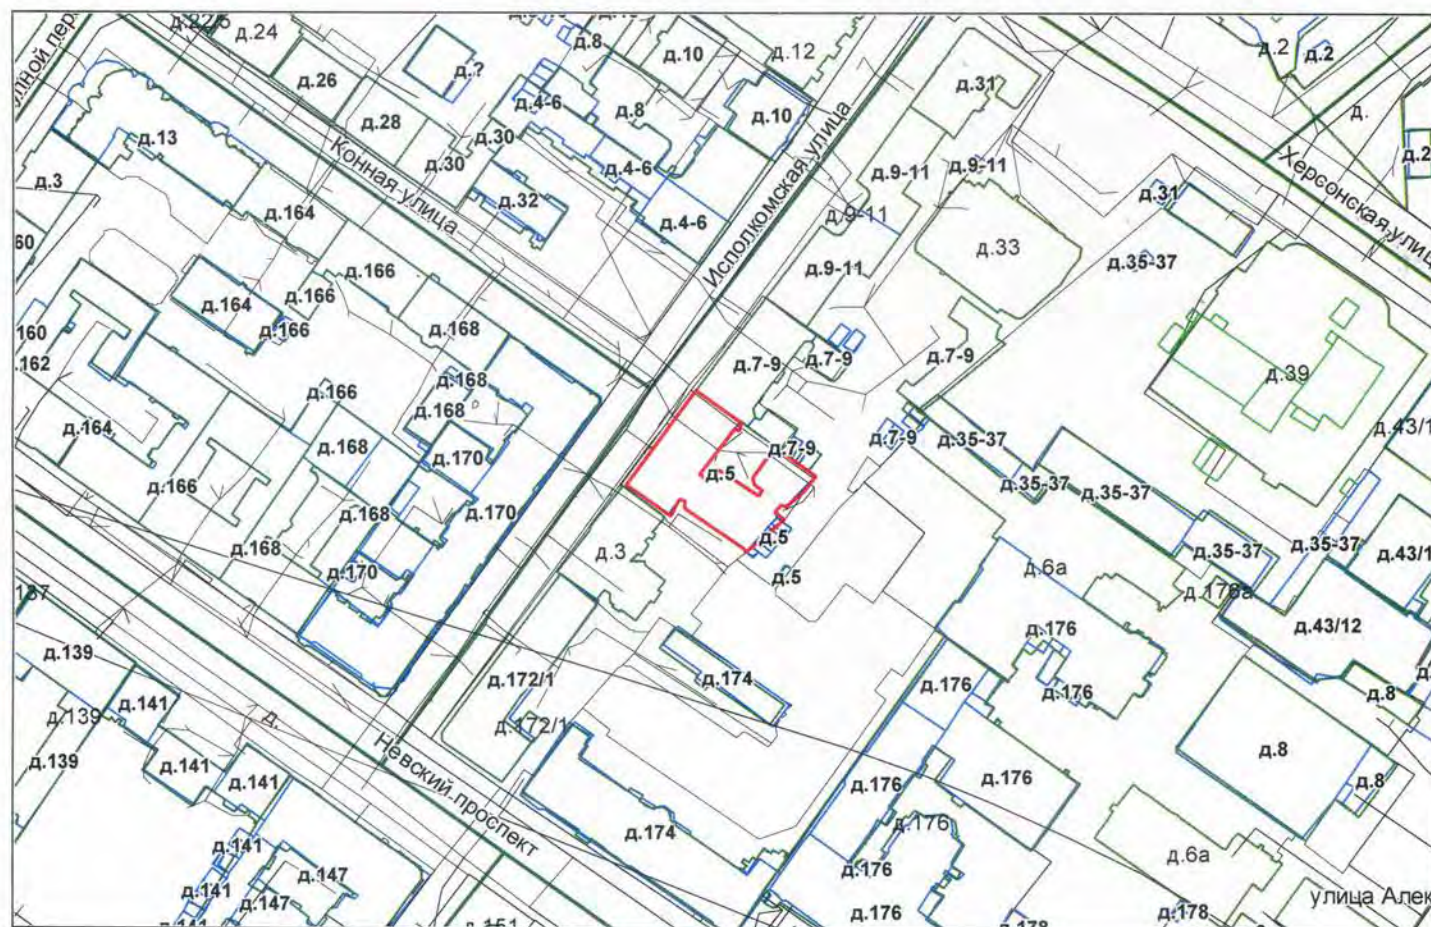 д.24
д.8
д.10
д.12
д.2
д.2
д.26
д.?
д.31
д.4-6
д.8
д.10
д.
д.28
д.13
д.30
д.30
Конная улица
д.4-6
д.9-11
д.9-11
д.2
д.3
д.32
д.31
Исполкомская улица
д.164
д.4-6
д.9-11
д.33
д.35-37
60
д.166
д.9-11
д.164
д.166
д.166
160
д.168
д.39
.162
д.7-9
д.7-9
д.7-9
д.168
д.166
д.168
д.164
д.168
д.7-9
д.7-9
д.35-37
д.43/1
д.170
д.5
д.166
д.35-37
д.35-37
д.168
д.170
д.5
д.168
д.3
д.35-37
д.35-37
д.43/1
д.170
д.5
д.6а
д.176а
д.176
д.43/12
д.139
д.172/1
д.174
д.176
д.176
д.8
д.141
д.139
д.
д.172/1
Невский проспект
д.8
д.139
д.141
д.176
д.176
д.8
д.174
д.176
д.141
д.6а
д.147
д.176
д.141
д.147
улица Алек
д.176
д.178
д.178
д.141
д.151